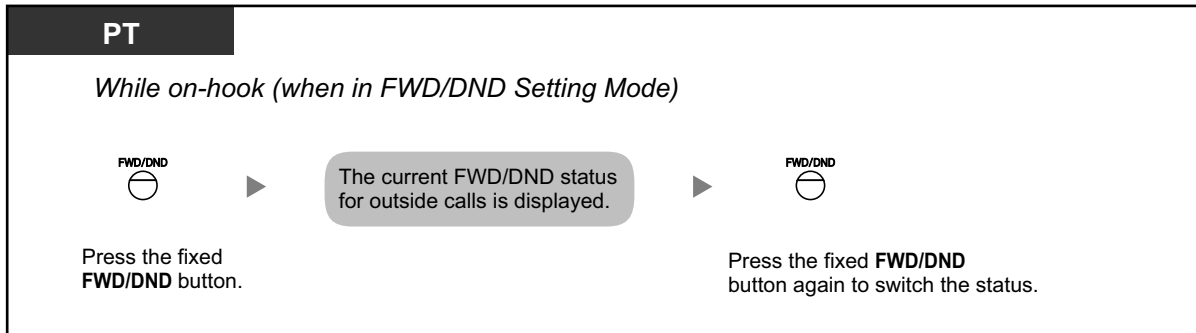 PT
While on-hook (when in FWD/DND Setting Mode)
FWD/DND
The current FWD/DND status
for outside calls is displayed.
FWD/DND
Press the fixed
FWD/DND button.
Press the fixed FWD/DND
button again to switch the status.